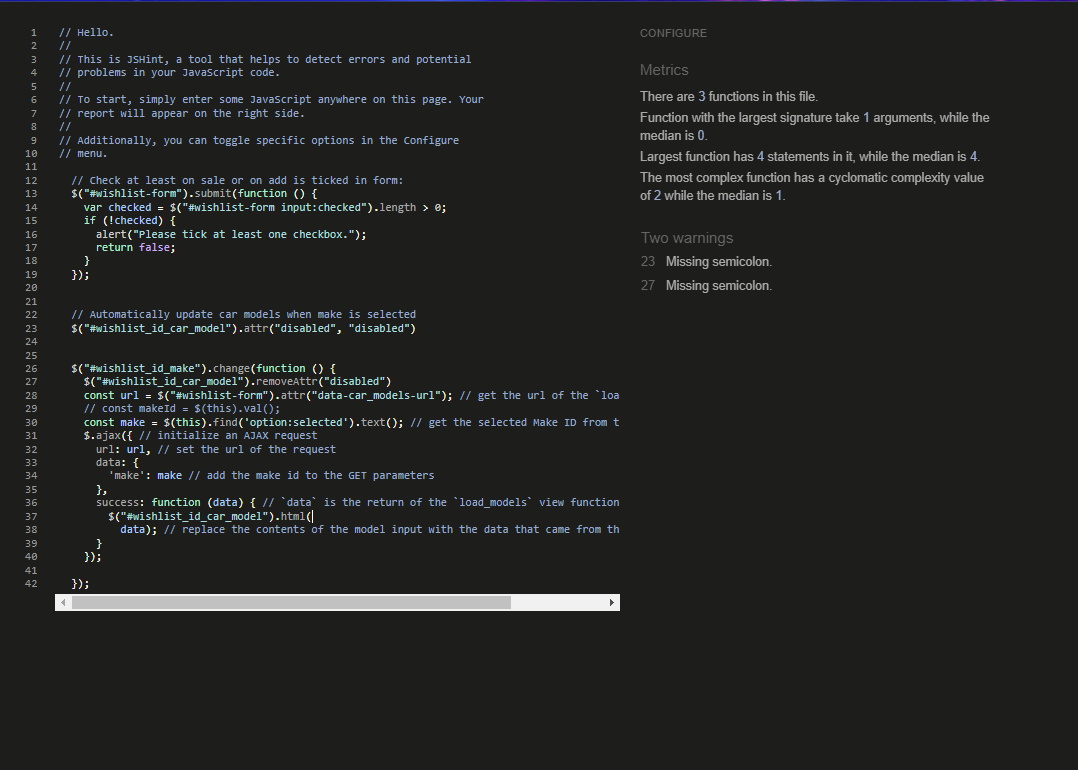 1 // Hello.
2 //
3 // This is JSHint, a tool that helps to detect errors and potential
4 // problems in your JavaScript code.
5 //
6 // To start, simply enter some JavaScript anywhere on this page. Your
7 // report will appear on the right side.
8 //
9 // Additionally, you can toggle specific options in the Configure
10 // menu.
11
12 // Check at least on sale or on add is ticked in form:
13 $("#wishlist-form").submit(function () {
14 var checked = $("#wishlist-form input:checked").length > 0;
15 if (!checked) {
16 alert("Please tick at least one checkbox.");
17 return false;
18 }
19 });
20
21
22 // Automatically update car models when make is selected
23 $("#wishlist_id_car_model").attr("disabled", "disabled")
24
25
26 $("#wishlist_id_make").change(function () {
27 $("#wishlist_id_car_model").removeAttr("disabled")
28 const url = $("#wishlist-form").attr("data-car_models-url"); // get the url of the `loa
29 // const makeId = $(this).val();
30 const make = $(this).find('option:selected').text(); // get the selected Make ID from t
31 $.ajax({ // initialize an AJAX request
32 url: url, // set the url of the request
33 data: {
34 'make': make // add the make id to the GET parameters
35 },
36 success: function (data) { // `data` is the return of the `load_models` view function
37 $("#wishlist_id_car_model").html(
38 data); // replace the contents of the model input with the data that came from th
39 }
40 });
41
42 });
CONFIGURE
Metrics
There are 3 functions in this file.
Function with the largest signature take 1 arguments, while the
median is 0.
Largest function has 4 statements in it, while the median is 4.
The most complex function has a cyclomatic complexity value
of 2 while the median is 1.
Two warnings
23 Missing semicolon.
27 Missing semicolon.